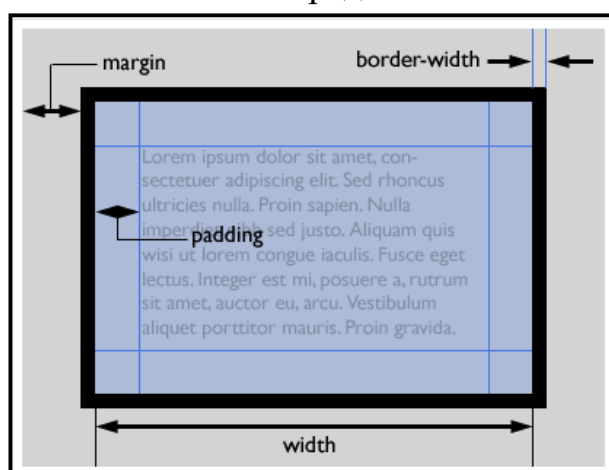 margin
border-width
Lorem ipsum dolor sit amet, con-
sectetuer adipiscing elit. Sed rhoncus
ultricies nulla. Proin sapien. Nulla
sed justo. Aliquam quis
padding
wisi ut lorem congue iaculis. Fusce eget
lectus. Integer est mi, posuere a, rutrum
sit amet, auctor eu, arcu. Vestibulum
aliquet porttitor mauris. Proin gravida.
width